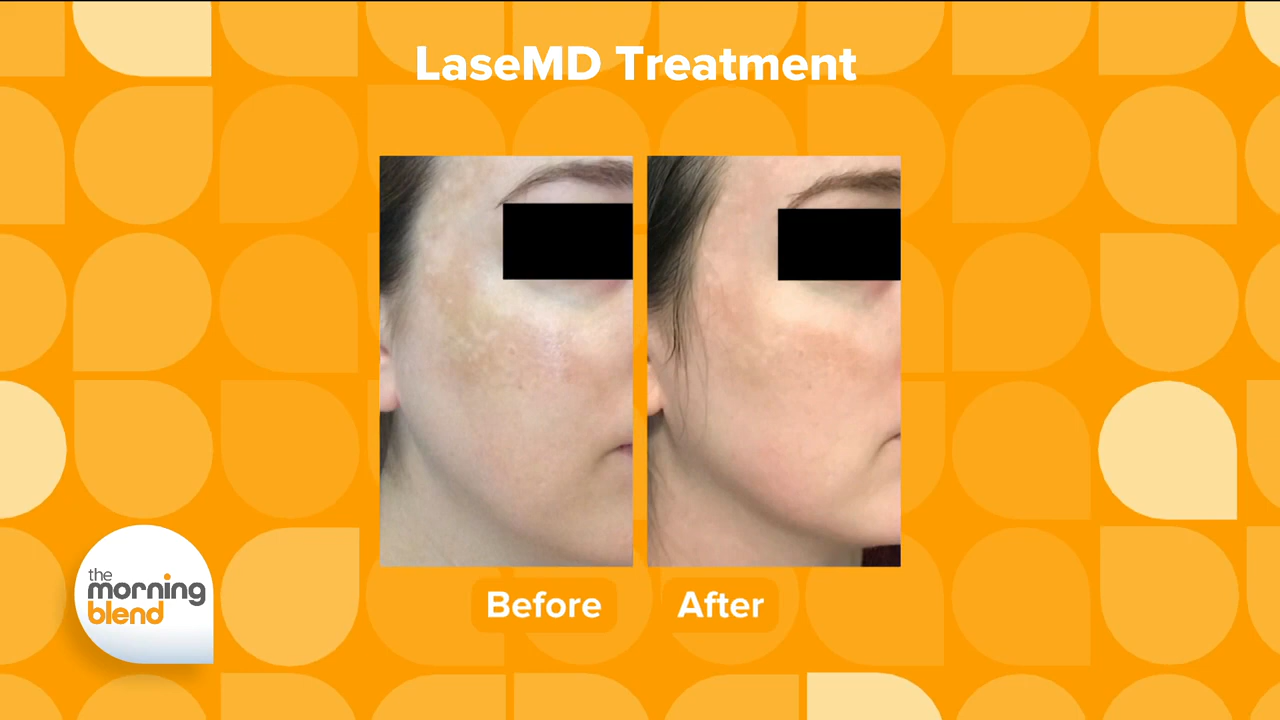 LaseMD Treatment
Before
After
the
morning
blend